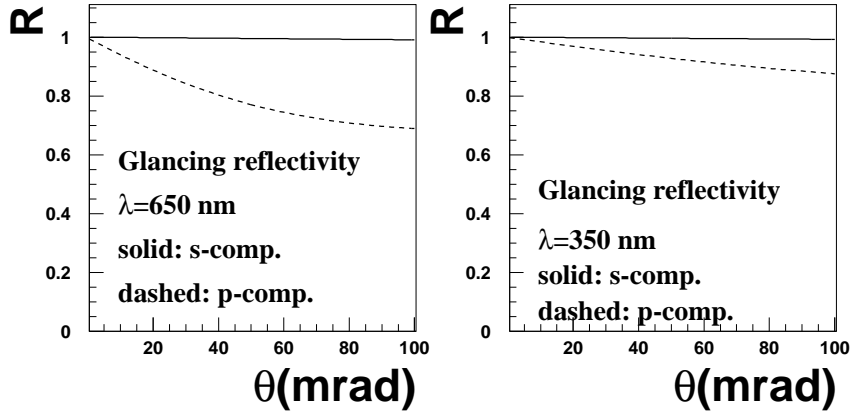 R
1
0.8
0.6
0.4
0.2
0
Glancing reflectivity
λ=650 nm
solid: s-comp.
dashed: p-comp.
20 40 60 80 100
θ(mrad)
R
1
0.8
0.6
0.4
0.2
0
Glancing reflectivity
λ=350 nm
solid: s-comp.
dashed: p-comp.
20 40 60 80 100
θ(mrad)